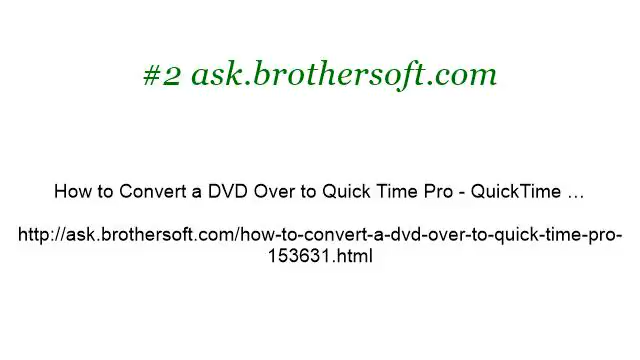 #2 ask.brothersoft.com
How to Convert a DVD Over to Quick Time Pro - QuickTime …
http://ask.brothersoft.com/how-to-convert-a-dvd-over-to-quick-time-pro-
153631.html